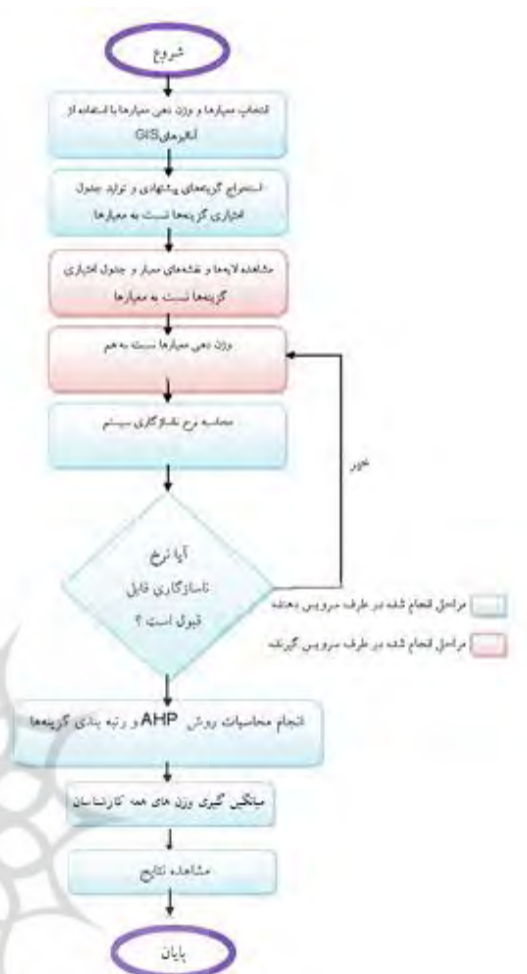 شروع
انتخاب معیارها و وزن دهی معیارها با استفاده از
آنالیزهای GIS
استخراج گزینه‌های پیشنهادی و تولید جدول
امتیازی گزینه‌ها نسبت به معیارها
مشاهده لایه‌ها و نقشه‌های معیار و جدول امتیازی
گزینه‌ها نسبت به معیارها
وزن دهی معیارها نسبت به هم
محاسبه نرخ ناسازگاری سیستم
خیر
آیا نرخ
ناسازگاری قابل
قبول است ؟
مراحل انجام شده در طرف سرویس دهنده
مراحل انجام شده در طرف سرویس گیرنده
انجام محاسبات روش AHP و رتبه بندی گزینه‌ها
میانگین گیری وزن های همه کارشناسان
مشاهده نتایج
پایان